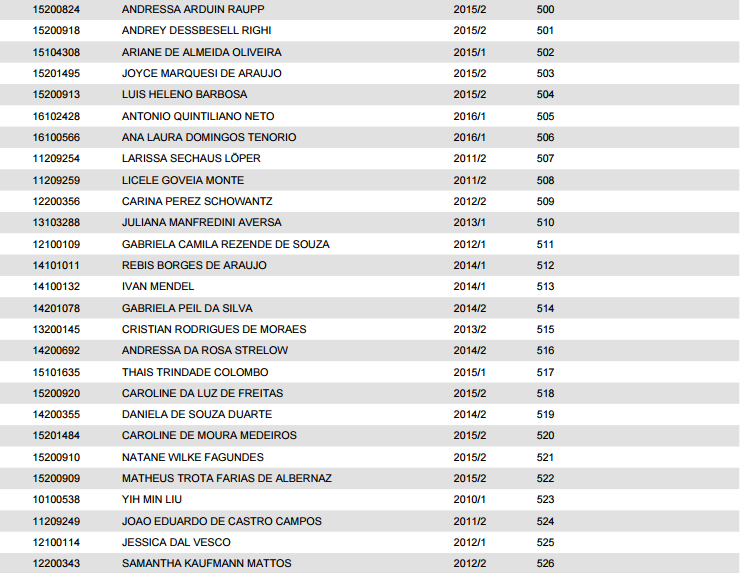 15200824 ANDRESSA ARDUIN RAUPP 2015/2 500
15200918 ANDREY DESSBESELL RIGHI 2015/2 501
15104308 ARIANE DE ALMEIDA OLIVEIRA 2015/1 502
15201495 JOYCE MARQUESI DE ARAUJO 2015/2 503
15200913 LUIS HELENO BARBOSA 2015/2 504
16102428 ANTONIO QUINTILIANO NETO 2016/1 505
16100566 ANA LAURA DOMINGOS TENORIO 2016/1 506
11209254 LARISSA SECHAUS LÖPER 2011/2 507
11209259 LICELE GOVEIA MONTE 2011/2 508
12200356 CARINA PEREZ SCHOWANTZ 2012/2 509
13103288 JULIANA MANFREDINI AVERSA 2013/1 510
12100109 GABRIELA CAMILA REZENDE DE SOUZA 2012/1 511
14101011 REBIS BORGES DE ARAUJO 2014/1 512
14100132 IVAN MENDEL 2014/1 513
14201078 GABRIELA PEIL DA SILVA 2014/2 514
13200145 CRISTIAN RODRIGUES DE MORAES 2013/2 515
14200692 ANDRESSA DA ROSA STRELOW 2014/2 516
15101635 THAIS TRINDADE COLOMBO 2015/1 517
15200920 CAROLINE DA LUZ DE FREITAS 2015/2 518
14200355 DANIELA DE SOUZA DUARTE 2014/2 519
15201484 CAROLINE DE MOURA MEDEIROS 2015/2 520
15200910 NATANE WILKE FAGUNDES 2015/2 521
15200909 MATHEUS TROTA FARIAS DE ALBERNAZ 2015/2 522
10100538 YIH MIN LIU 2010/1 523
11209249 JOAO EDUARDO DE CASTRO CAMPOS 2011/2 524
12100114 JESSICA DAL VESCO 2012/1 525
12200343 SAMANTHA KAUFMANN MATTOS 2012/2 526